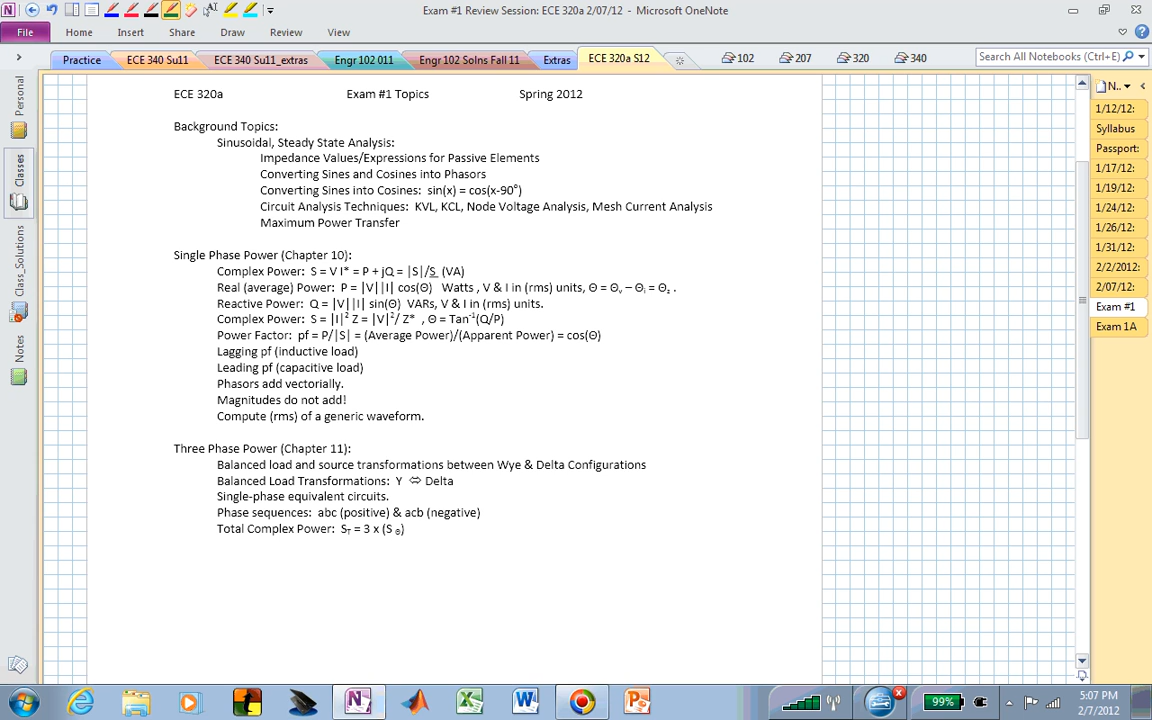 Exam #1 Review Session: ECE 320a 2/07/12 - Microsoft OneNote
File Home Insert Share Draw Review View
Practice ECE 340 Su11 ECE 340 Su11_extras Engr 102 011 Engr 102 Solns Fall 11 Extras ECE 320a S12 102 207 320 340 Search All Notebooks (Ctrl+E)
Personal
Classes
Class_Solutions
Notes
N..
1/12/12:
Syllabus
Passport:
1/17/12:
1/19/12:
1/24/12:
1/26/12:
1/31/12:
2/2/2012:
2/07/12:
Exam #1
Exam 1A
ECE 320a Exam #1 Topics Spring 2012
Background Topics:
Sinusoidal, Steady State Analysis:
Impedance Values/Expressions for Passive Elements
Converting Sines and Cosines into Phasors
Converting Sines into Cosines: sin(x) = cos(x-90°)
Circuit Analysis Techniques: KVL, KCL, Node Voltage Analysis, Mesh Current Analysis
Maximum Power Transfer
Single Phase Power (Chapter 10):
Complex Power: S = V I* = P + jQ = |S|/S (VA)
Real (average) Power: P = |V||I| cos(Θ) Watts , V & I in (rms) units, Θ = Θv – Θi = Θz .
Reactive Power: Q = |V||I| sin(Θ) VARs, V & I in (rms) units.
Complex Power: S = |I|² Z = |V|²/ Z* , Θ = Tan⁻¹(Q/P)
Power Factor: pf = P/|S| = (Average Power)/(Apparent Power) = cos(Θ)
Lagging pf (inductive load)
Leading pf (capacitive load)
Phasors add vectorially.
Magnitudes do not add!
Compute (rms) of a generic waveform.
Three Phase Power (Chapter 11):
Balanced load and source transformations between Wye & Delta Configurations
Balanced Load Transformations: Y ⇔ Delta
Single-phase equivalent circuits.
Phase sequences: abc (positive) & acb (negative)
Total Complex Power: ST = 3 x (S Θ)
99%
5:07 PM
2/7/2012